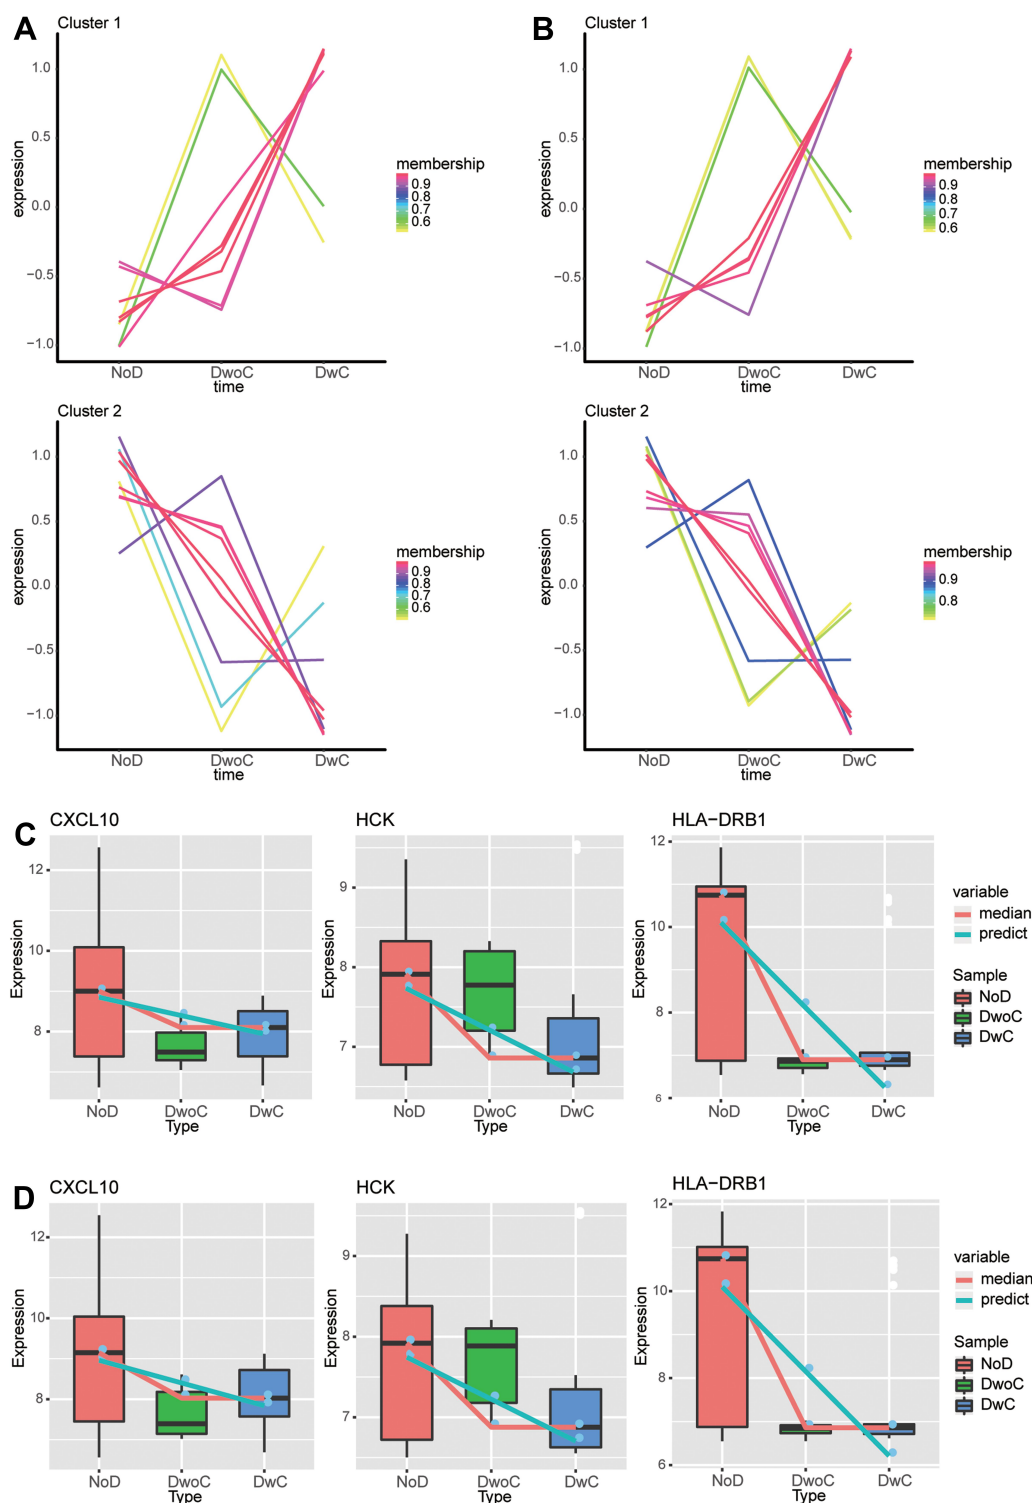 A
Cluster 1
1.0
0.5
0.0
−0.5
−1.0
expression
NoD
DwoC
DwC
time
membership
0.9
0.8
0.7
0.6
B
Cluster 1
1.0
0.5
0.0
−0.5
−1.0
expression
NoD
DwoC
DwC
time
membership
0.9
0.8
0.7
0.6
Cluster 2
1.0
0.5
0.0
−0.5
−1.0
expression
NoD
DwoC
DwC
time
membership
0.9
0.8
0.7
0.6
Cluster 2
1.0
0.5
0.0
−0.5
−1.0
expression
NoD
DwoC
DwC
time
membership
0.9
0.8
C
CXCL10
12
10
8
Expression
NoD
DwoC
DwC
Type
HCK
9
8
7
Expression
NoD
DwoC
DwC
Type
HLA−DRB1
12
10
8
6
Expression
NoD
DwoC
DwC
Type
variable
median
predict
Sample
NoD
DwoC
DwC
D
CXCL10
12
10
8
Expression
NoD
DwoC
DwC
Type
HCK
9
8
7
Expression
NoD
DwoC
DwC
Type
HLA−DRB1
12
10
8
6
Expression
NoD
DwoC
DwC
Type
variable
median
predict
Sample
NoD
DwoC
DwC